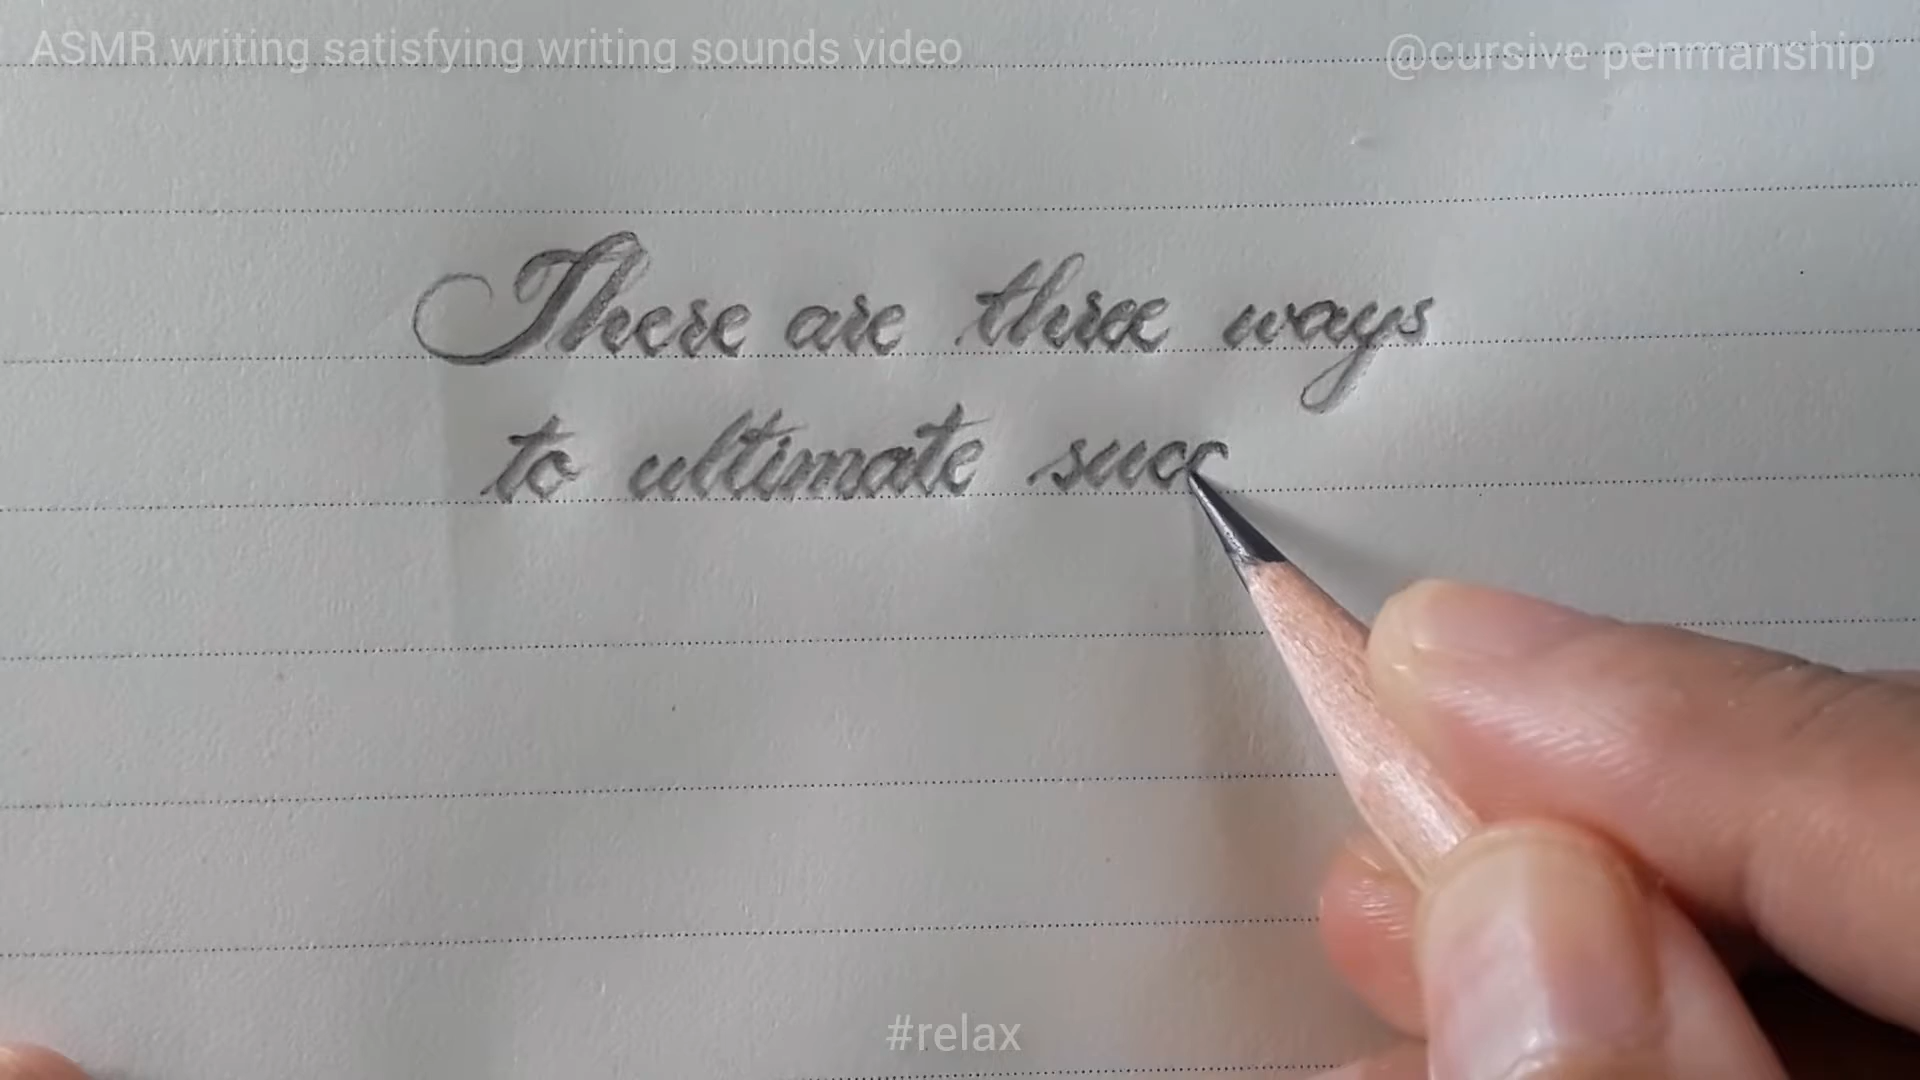 ASMR writing satisfying writing sounds video
@cursive penmanship
There are three ways
to ultimate succ
#relax